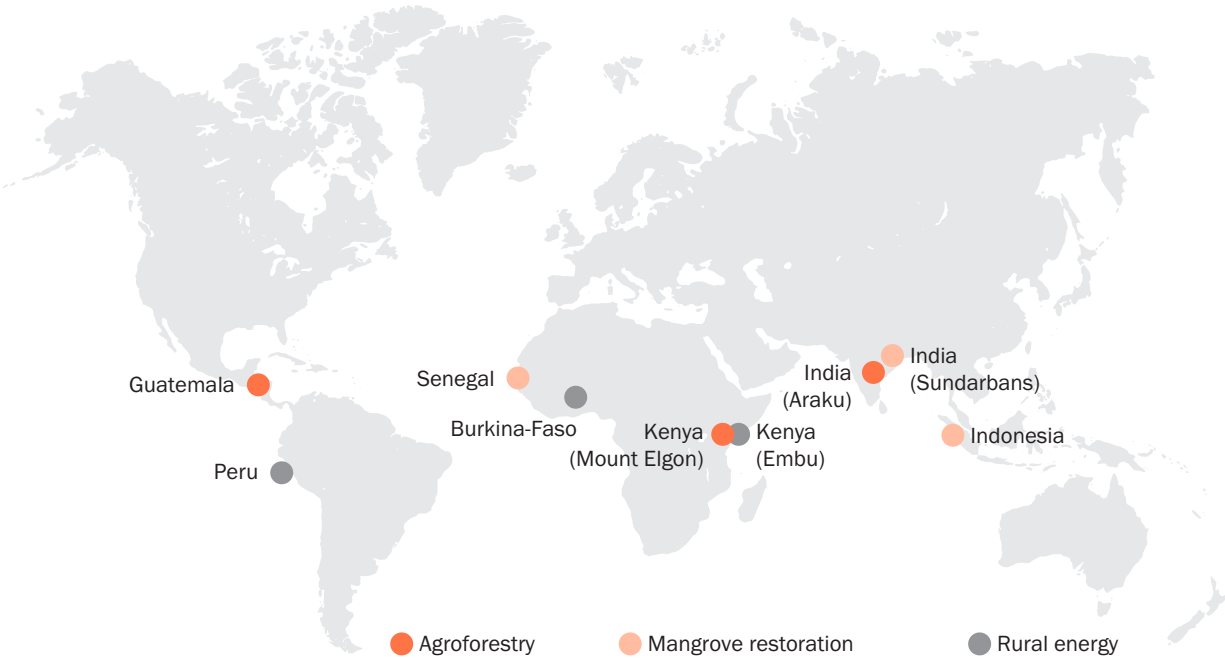 Guatemala
Senegal
Burkina-Faso
Peru
Kenya
(Mount Elgon)
Kenya
(Embu)
India
(Araku)
India
(Sundarbans)
Indonesia
Agroforestry
Mangrove restoration
Rural energy